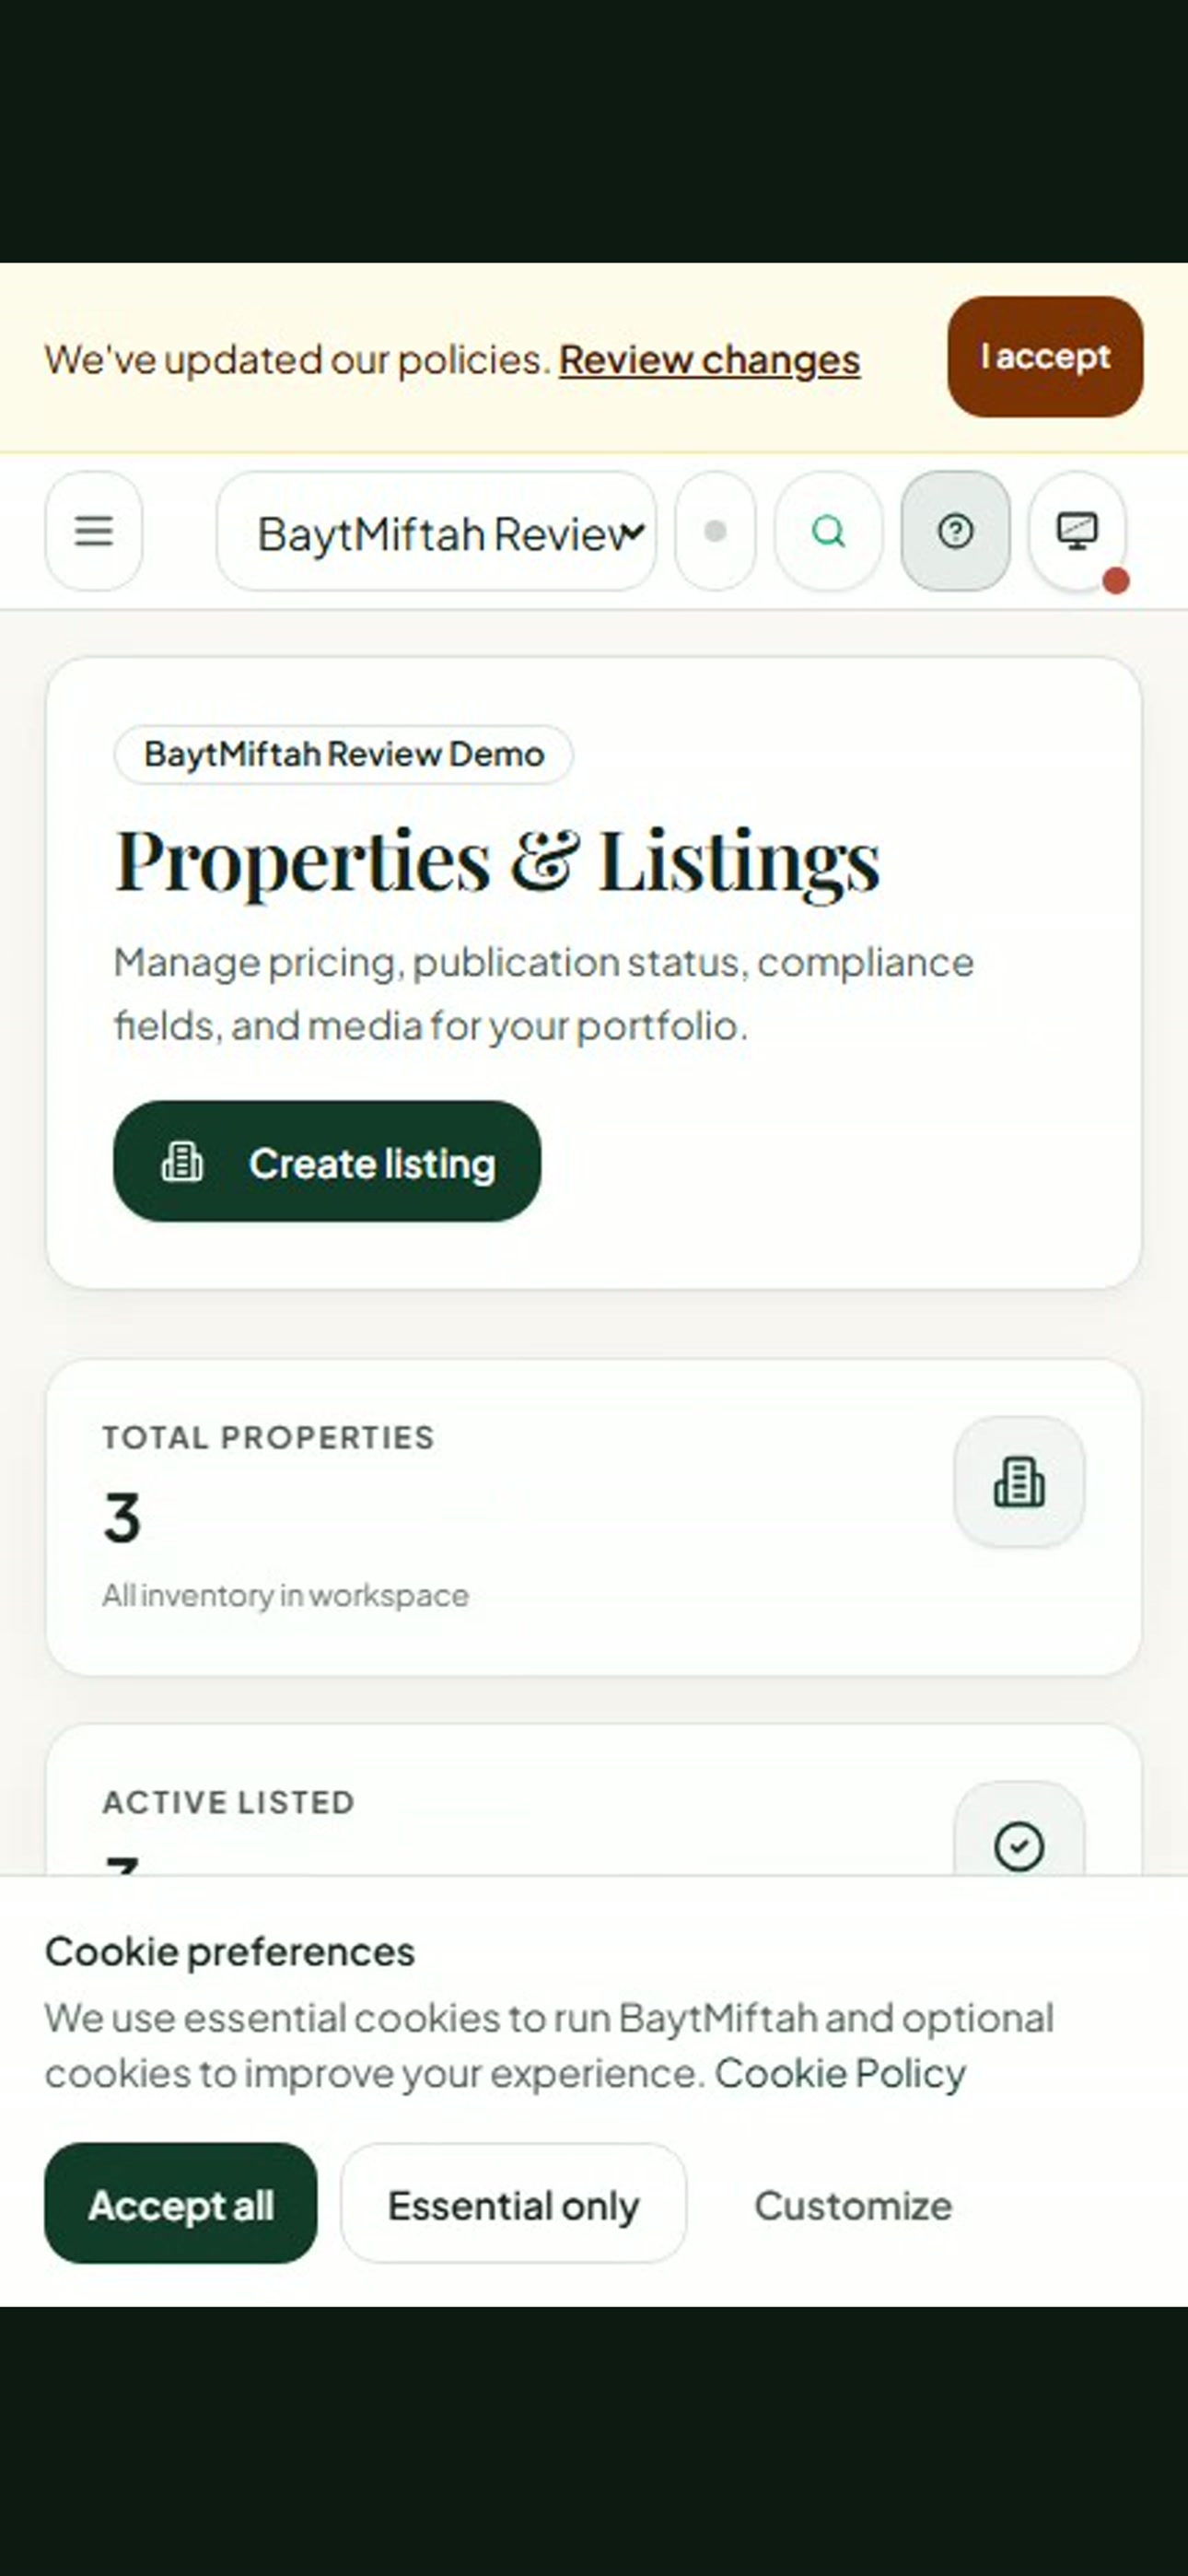 We've updated our policies. Review changes
I accept
BaytMiftah Review
BaytMiftah Review Demo
Properties & Listings
Manage pricing, publication status, compliance
fields, and media for your portfolio.
Create listing
TOTAL PROPERTIES
3
All inventory in workspace
ACTIVE LISTED
Cookie preferences
We use essential cookies to run BaytMiftah and optional
cookies to improve your experience. Cookie Policy
Accept all
Essential only
Customize